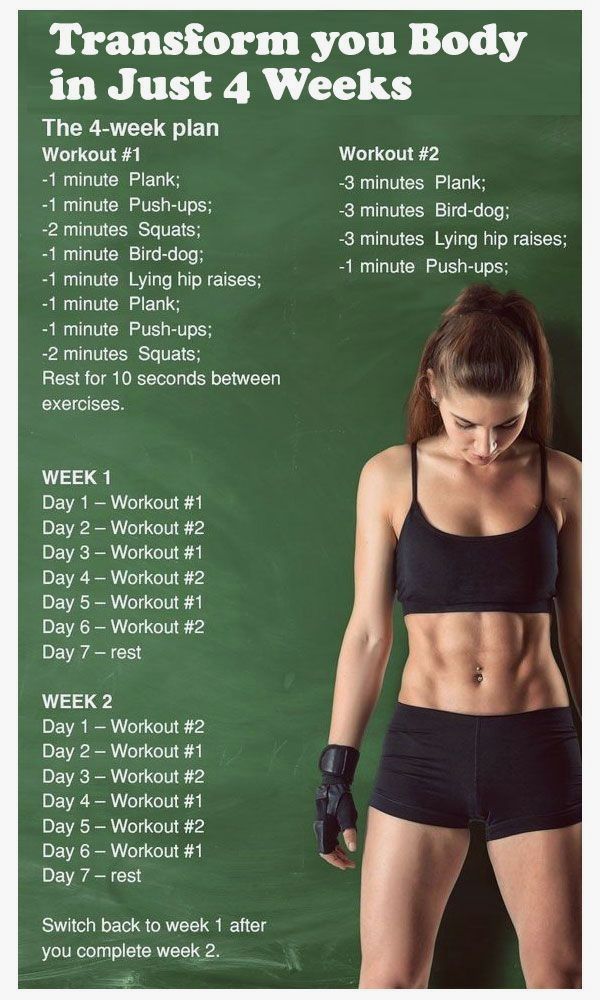 Transform you Body
in Just 4 Weeks
The 4-week plan
Workout #1
-1 minute Plank;
-1 minute Push-ups;
-2 minutes Squats;
-1 minute Bird-dog;
-1 minute Lying hip raises;
-1 minute Plank;
-1 minute Push-ups;
-2 minutes Squats;
Rest for 10 seconds between
exercises.
Workout #2
-3 minutes Plank;
-3 minutes Bird-dog;
-3 minutes Lying hip raises;
-1 minute Push-ups;
WEEK 1
Day 1 – Workout #1
Day 2 – Workout #2
Day 3 – Workout #1
Day 4 – Workout #2
Day 5 – Workout #1
Day 6 – Workout #2
Day 7 – rest
WEEK 2
Day 1 – Workout #2
Day 2 – Workout #1
Day 3 – Workout #2
Day 4 – Workout #1
Day 5 – Workout #2
Day 6 – Workout #1
Day 7 – rest
Switch back to week 1 after
you complete week 2.